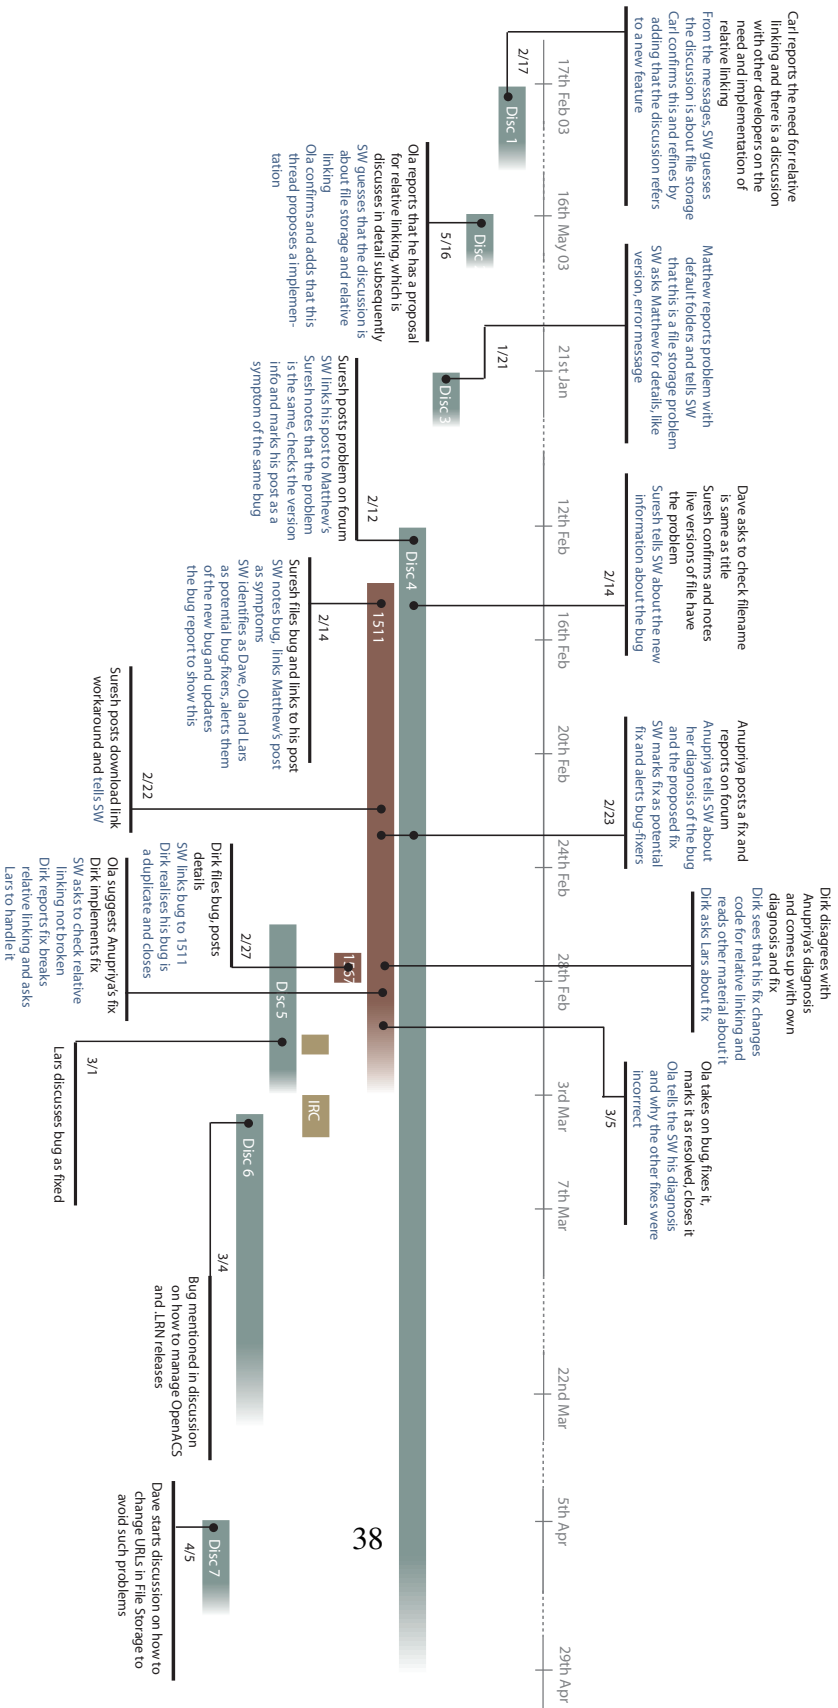 Carl reports the need for relative
linking and there is a discussion
with other developers on the
need and implementation of
relative linking
From the messages, SW guesses
the discussion is about file storage
Carl confirms this and refines by
adding that the discussion refers
to a new feature
2/17
Matthew reports problem with
default folders and tells SW
that this is a file storage problem
SW asks Matthew for details, like
version, error message
1/21
Dave asks to check filename
is same as title
Suresh confirms and notes
live versions of file have
the problem
Suresh tells SW about the new
information about the bug
2/14
Anupriya posts a fix and
reports on forum
Anupriya tells SW about
her diagnosis of the bug
and the proposed fix
SW marks fix as potential
fix and alerts bug-fixers
2/23
Dirk disagrees with
Anupriya's diagnosis
and comes up with own
diagnosis and fix
Dirk sees that his fix changes
code for relative linking and
reads other material about it
Dirk asks Lars about fix
Ola takes on bug, fixes it,
marks it as resolved, closes it
Ola tells the SW his diagnosis
and why the other fixes were
incorrrect
3/5
17th Feb 03
16th May 03
21st Jan
12th Feb
16th Feb
20th Feb
24th Feb
28th Feb
3rd Mar
7th Mar
22nd Mar
5th Apr
29th Apr
Disc 1
Disc
Disc 3
Disc 4
1511
1567
Disc 5
IRC
Disc 6
Disc 7
5/16
Ola reports that he has a proposal
for relative linking, which is
discusses in detail subsequently
SW guesses that the discussion is
about file storage and relative
linking
Ola confirms and adds that this
thread proposes a implemen-
tation
2/12
Suresh posts problem on forum
SW links his post to Matthew's
Suresh notes that the problem
is the same, checks the version
info and marks his post as a
symptom of the same bug
2/14
Suresh files bug and links to his post
SW notes bug, links Matthew's post
as symptoms
SW identifies as Dave, Ola and Lars
as potential bug-fixers, alerts them
of the new bug and updates
the bug report to show this
2/22
Suresh posts download link
workaround and tells SW
2/27
Dirk files bug, posts
details
SW links bug to 1511
Dirk realises his bug is
a duplicate and closes
Ola suggests Anupriya's fix
Dirk implements fix
SW asks to check relative
linking not broken
Dirk reports fix breaks
relative linking and asks
Lars to handle it
3/1
Lars discusses bug as fixed
3/4
Bug mentioned in discussion
on how to manage OpenACS
and .LRN releases
4/5
Dave starts discussion on how to
change URLs in File Storage to
avoid such problems
38